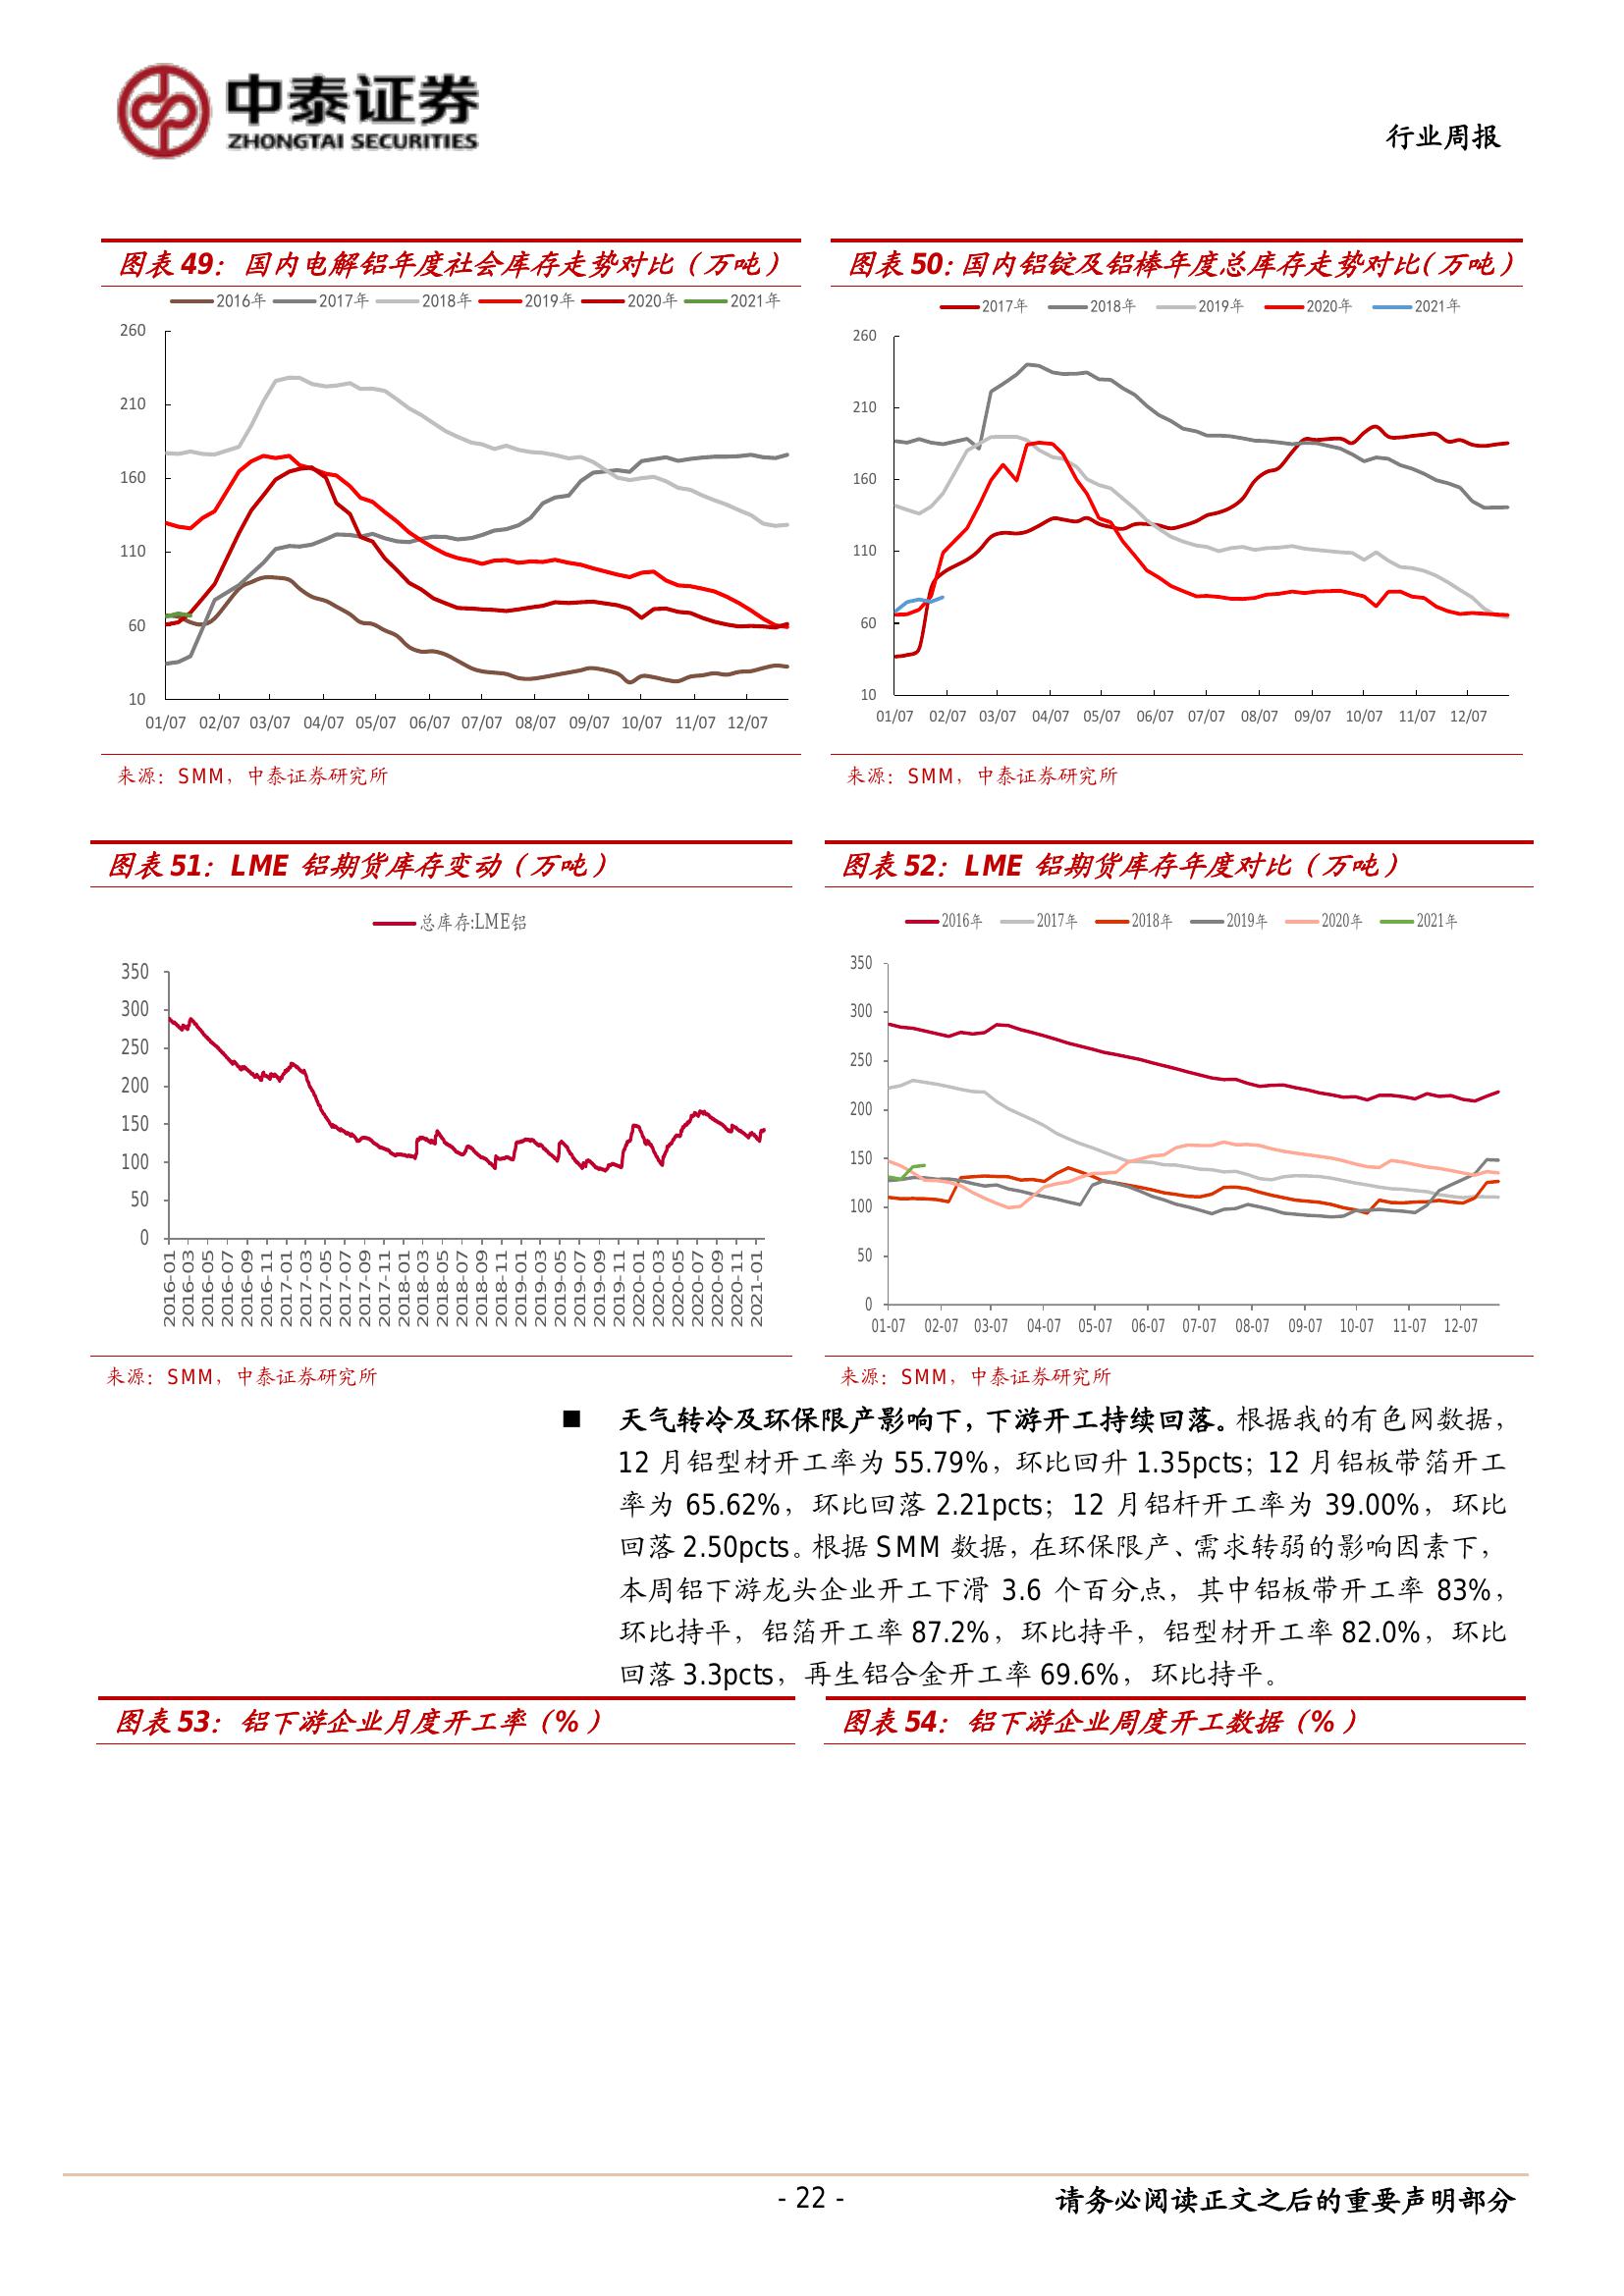 中泰证券
ZHONGTAI SECURITIES
行业周报
图表 49：国内电解铝年度社会库存走势对比（万吨）
2016年 2017年 2018年 2019年 2020年 2021年
260
210
160
110
60
10
01/07 02/07 03/07 04/07 05/07 06/07 07/07 08/07 09/07 10/07 11/07 12/07
来源：SMM，中泰证券研究所
图表 50：国内铝锭及铝棒年度总库存走势对比（万吨）
2017年 2018年 2019年 2020年 2021年
260
210
160
110
60
10
01/07 02/07 03/07 04/07 05/07 06/07 07/07 08/07 09/07 10/07 11/07 12/07
来源：SMM，中泰证券研究所
图表 51：LME 铝期货库存变动（万吨）
总库存:LME铝
350
300
250
200
150
100
50
0
2016-01 2016-03 2016-05 2016-07 2016-09 2016-11 2017-01 2017-03 2017-05 2017-07 2017-09 2017-11 2018-01 2018-03 2018-05 2018-07 2018-09 2018-11 2019-01 2019-03 2019-05 2019-07 2019-09 2019-11 2020-01 2020-03 2020-05 2020-07 2020-09 2020-11 2021-01
来源：SMM，中泰证券研究所
图表 52：LME 铝期货库存年度对比（万吨）
2016年 2017年 2018年 2019年 2020年 2021年
350
300
250
200
150
100
50
0
01-07 02-07 03-07 04-07 05-07 06-07 07-07 08-07 09-07 10-07 11-07 12-07
来源：SMM，中泰证券研究所
■ 天气转冷及环保限产影响下，下游开工持续回落。根据我的有色网数据，
12 月铝型材开工率为 55.79%，环比回升 1.35pcts；12 月铝板带箔开工
率为 65.62%，环比回落 2.21pcts；12 月铝杆开工率为 39.00%，环比
回落 2.50pcts。根据 SMM 数据，在环保限产、需求转弱的影响因素下，
本周铝下游龙头企业开工下滑 3.6 个百分点，其中铝板带开工率 83%，
环比持平，铝箔开工率 87.2%，环比持平，铝型材开工率 82.0%，环比
回落 3.3pcts，再生铝合金开工率 69.6%，环比持平。
图表 53：铝下游企业月度开工率（%）
图表 54：铝下游企业周度开工数据（%）
- 22 -
请务必阅读正文之后的重要声明部分